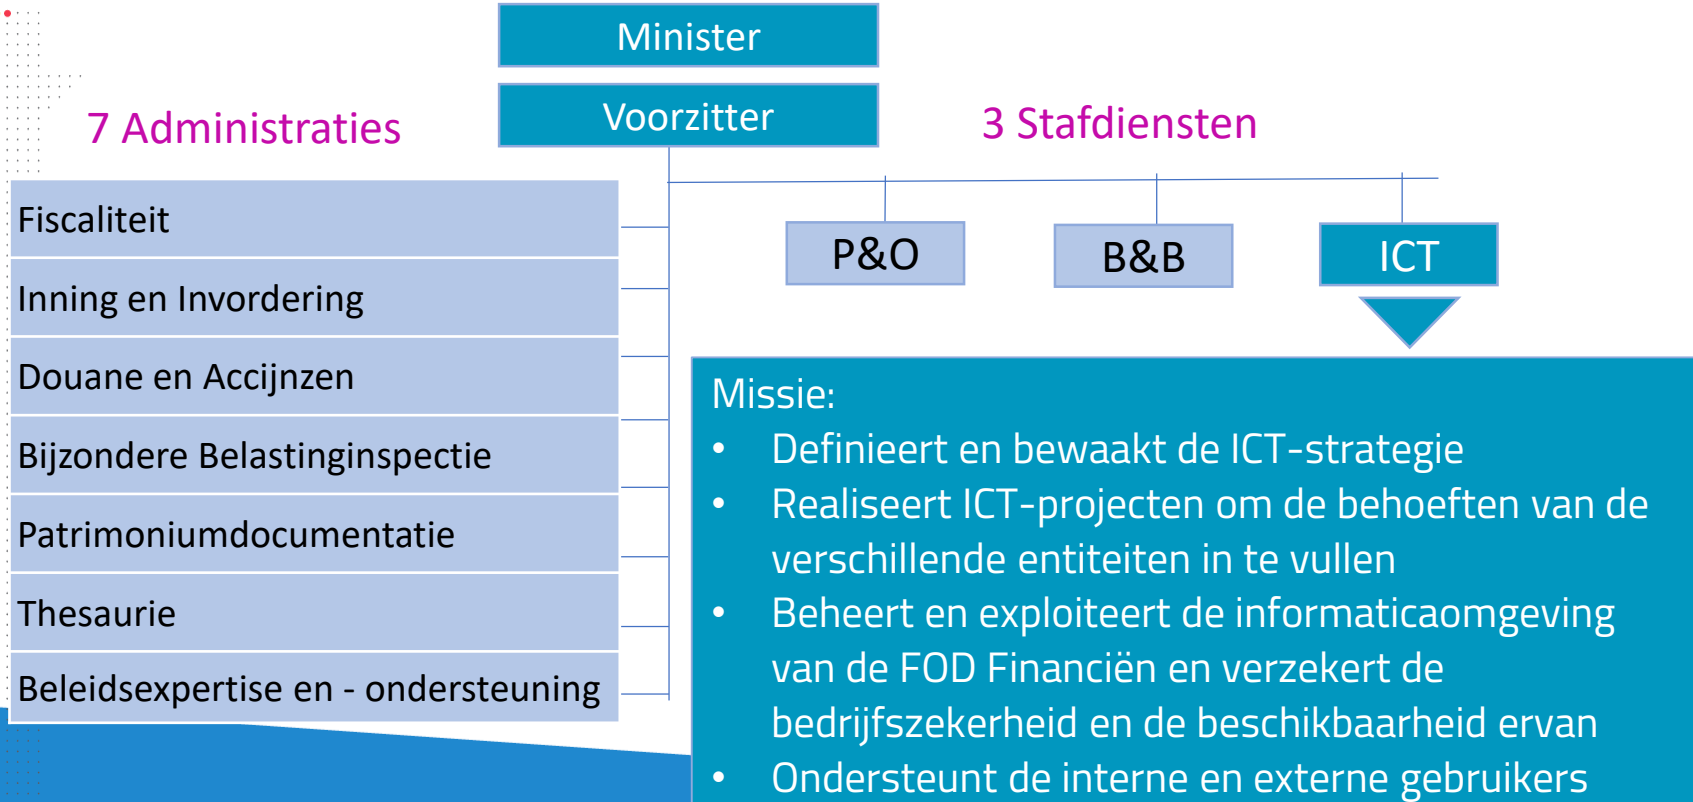 Minister
Voorzitter
7 Administraties
3 Stafdiensten
Fiscaliteit
Inning en Invordering
Douane en Accijnzen
Bijzondere Belastinginspectie
Patrimoniumdocumentatie
Thesaurie
Beleidsexpertise en - ondersteuning
P&O
B&B
ICT
Missie:
• Definieert en bewaakt de ICT-strategie
• Realiseert ICT-projecten om de behoeften van de
verschillende entiteiten in te vullen
• Beheert en exploiteert de informaticaomgeving
van de FOD Financiën en verzekert de
bedrijfszekerheid en de beschikbaarheid ervan
• Ondersteunt de interne en externe gebruikers